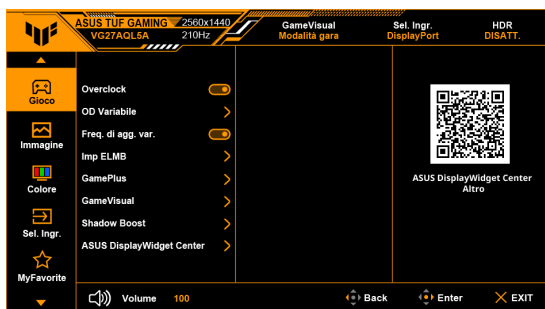 ASUS TUF GAMING 2560x1440
VG27AQL5A 210Hz
GameVisual
Modalità gara
Sel. Ingr.
DisplayPort
HDR
DISATT.
Gioco
Immagine
Colore
Sel. Ingr.
MyFavorite
Overclock
OD Variabile
Freq. di agg. var.
Imp ELMB
GamePlus
GameVisual
Shadow Boost
ASUS DisplayWidget Center
ASUS DisplayWidget Center
Altro
Volume 100
Back
Enter
EXIT